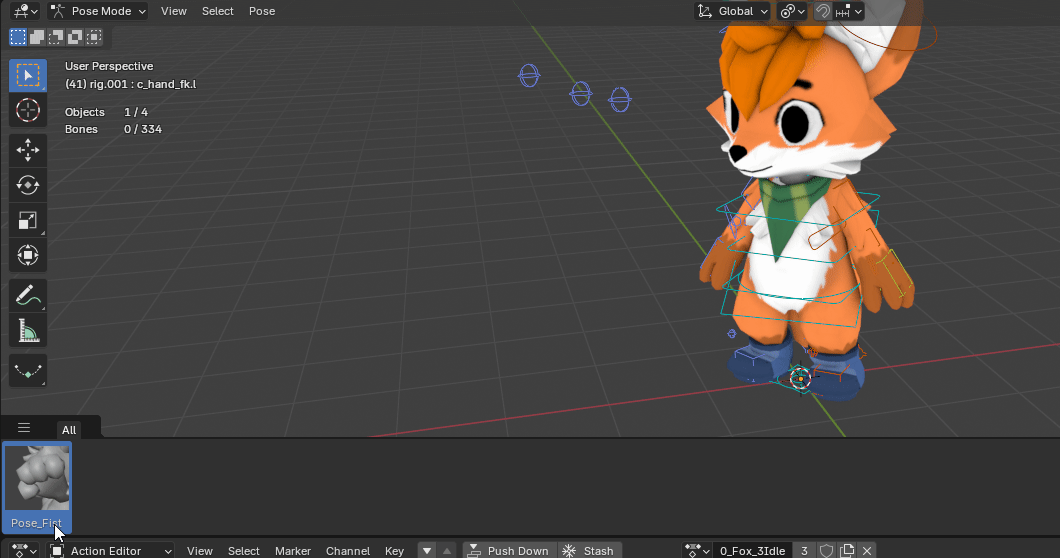 Pose Mode View Select Pose Global
User Perspective
(41) rig.001 : c_hand_fk.l
Objects 1 / 4
Bones 0 / 334
All
Pose_Fist
Action Editor View Select Marker Channel Key Push Down Stash 0_Fox_3Idle 3